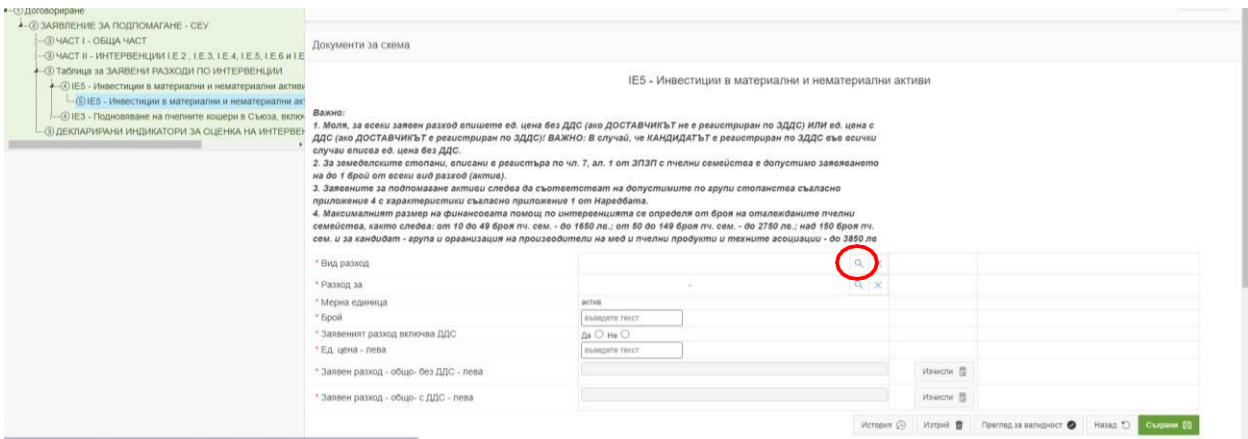 ① Договориране
② ЗАЯВЛЕНИЕ ЗА ПОДПОМАГАНЕ - СЕУ
③ ЧАСТ I - ОБЩА ЧАСТ
③ ЧАСТ II - ИНТЕРВЕНЦИИ I.E.2 , I.E.3, I.E.4, I.E.5, I.E.6 и I.E
③ Таблица за ЗАЯВЕНИ РАЗХОДИ ПО ИНТЕРВЕНЦИИ
④ IE5 - Инвестиции в материални и нематериални активи
⑤ IE5 - Инвестиции в материални и нематериални ак
④ IE3 - Подновяване на пчелните кошери в Съюза, вклю
③ ДЕКЛАРИРАНИ ИНДИКАТОРИ ЗА ОЦЕНКА НА ИНТЕРВЕН
Документи за схема
IE5 - Инвестиции в материални и нематериални активи
Важно:
1. Моля, за всеки заявен разход впишете ед. цена без ДДС (ако ДОСТАВЧИКЪТ не е регистриран по ЗДДС) ИЛИ ед. цена с
ДДС (ако ДОСТАВЧИКЪТ е регистриран по ЗДДС)! ВАЖНО: В случай, че КАНДИДАТЪТ е регистриран по ЗДДС във всички
случаи вписва ед. цена без ДДС.
2. За земеделските стопани, вписани в регистъра по чл. 7, ал. 1 от ЗПЗП с пчелни семейства е допустимо заявяването
на до 1 брой от всеки вид разход (актив).
3. Заявените за подпомагане активи следва да съответстват на допустимите по групи стопанства съгласно
приложение 4 с характеристики съгласно приложение 1 от Наредбата.
4. Максималният размер на финансовата помощ по интервенцията се определя от броя на отглежданите пчелни
семейства, както следва: от 10 до 49 броя пч. сем. - до 1650 лв.; от 50 до 149 броя пч. сем. - до 2750 лв.; над 150 броя пч.
сем. и за кандидат - група и организация на производители на мед и пчелни продукти и техните асоциации - до 3850 лв
* Вид разход
* Разход за -
* Мерна единица актив
* Брой въведете текст
* Заявеният разход включва ДДС Да Не
* Ед. цена - лева въведете текст
* Заявен разход - общо- без ДДС - лева Изчисли
* Заявен разход - общо- с ДДС - лева Изчисли
История Изтрий Преглед за валидност Назад Съхрани